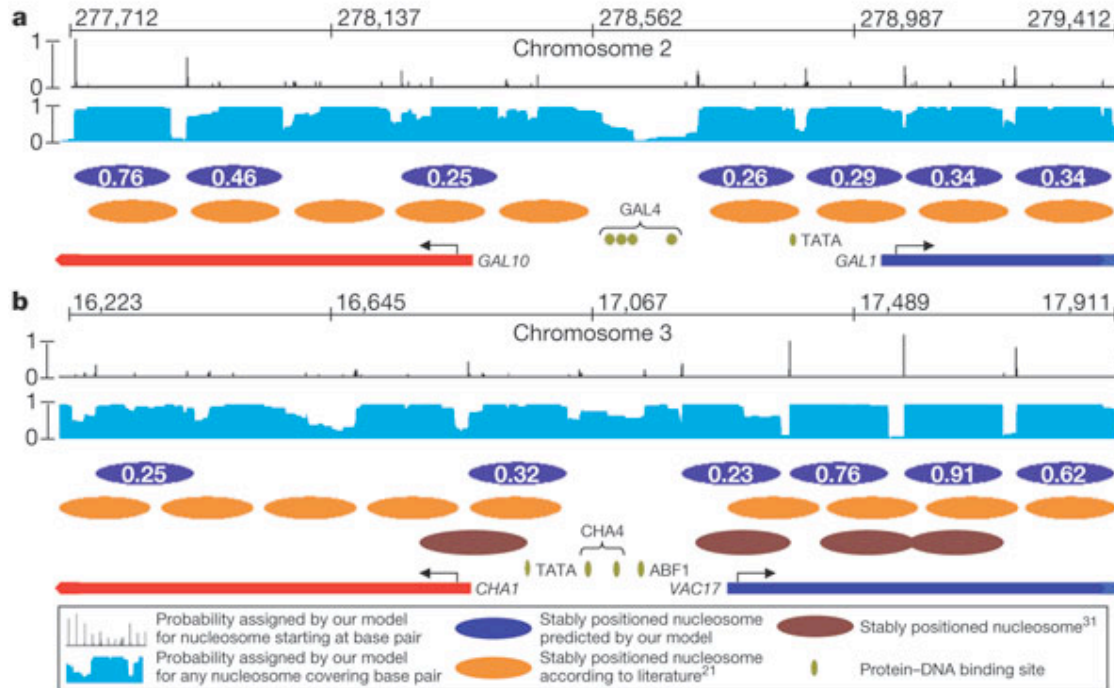 a
277,712 278,137 278,562 278,987 279,412
Chromosome 2
1
0
1
0
0.76 0.46 0.25 0.26 0.29 0.34 0.34
GAL4
TATA
GAL10 GAL1
b
16,223 16,645 17,067 17,489 17,911
Chromosome 3
1
0
1
0
0.25 0.32 0.23 0.76 0.91 0.62
CHA4
TATA ABF1
CHA1 VAC17
Probability assigned by our model
for nucleosome starting at base pair
Probability assigned by our model
for any nucleosome covering base pair
Stably positioned nucleosome
predicted by our model
Stably positioned nucleosome
according to literature21
Stably positioned nucleosome31
Protein–DNA binding site